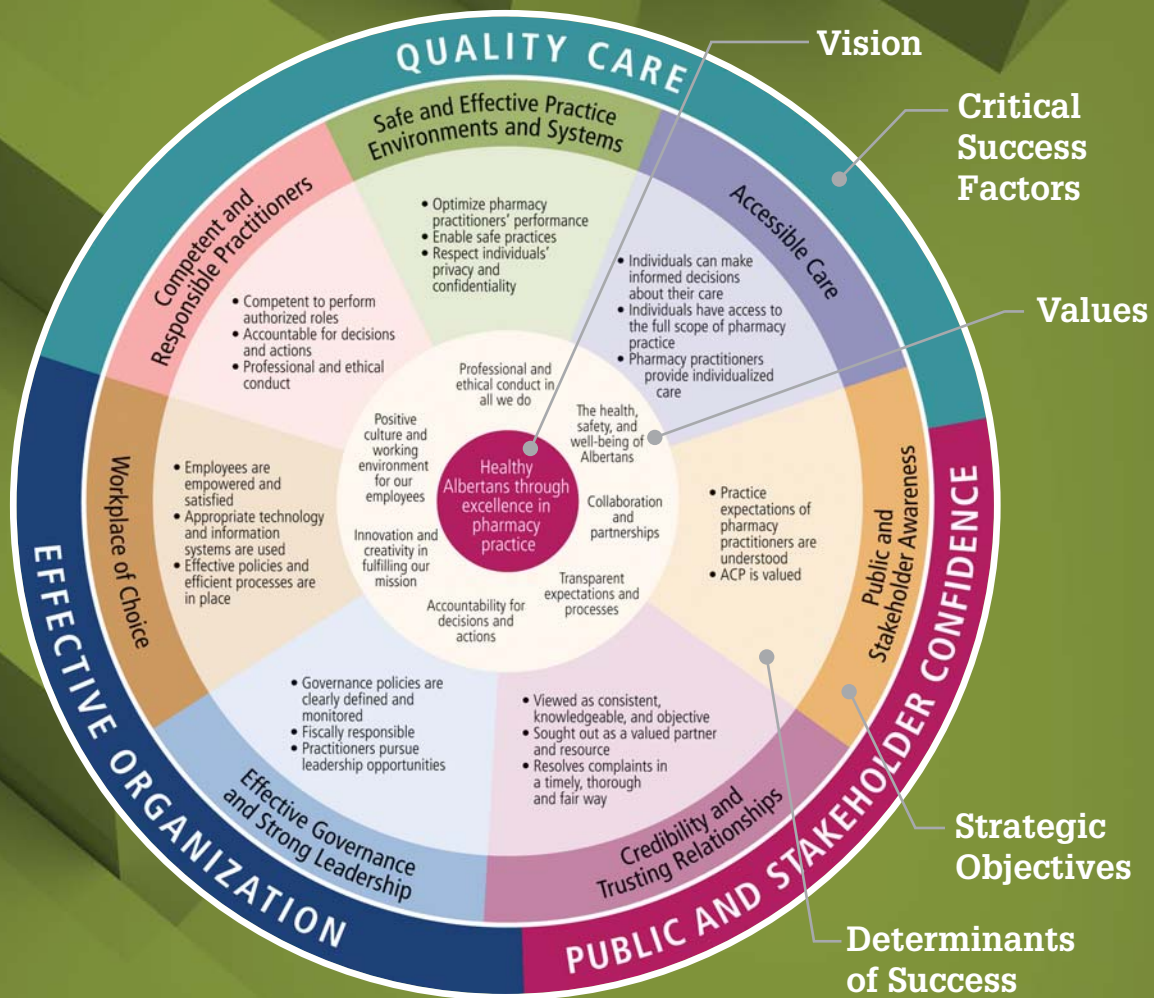 QUALITY CARE
Safe and Effective Practice
Environments and Systems
• Optimize pharmacy
practitioners' performance
• Enable safe practices
• Respect individuals'
privacy and
confidentiality
Accessible Care
• Individuals can make
informed decisions
about their care
• Individuals have access to
the full scope of pharmacy
practice
• Pharmacy practitioners
provide individualized
care
Competent and
Responsible Practitioners
• Competent to perform
authorized roles
• Accountable for decisions
and actions
• Professional and ethical
conduct
PUBLIC AND STAKEHOLDER CONFIDENCE
Public and
Stakeholder Awareness
• Practice
expectations of
pharmacy
practitioners are
understood
• ACP is valued
Credibility and
Trusting Relationships
• Viewed as consistent,
knowledgeable, and objective
• Sought out as a valued partner
and resource
• Resolves complaints in
a timely, thorough
and fair way
EFFECTIVE ORGANIZATION
Effective Governance
and Strong Leadership
• Governance policies are
clearly defined and
monitored
• Fiscally responsible
• Practitioners pursue
leadership opportunities
Workplace of Choice
• Employees are
empowered and
satisfied
• Appropriate technology
and information
systems are used
• Effective policies and
efficient processes are
in place
Professional and
ethical conduct in
all we do
The health,
safety, and
well-being of
Albertans
Collaboration
and
partnerships
Transparent
expectations and
processes
Accountability for
decisions and
actions
Innovation and
creativity in
fulfilling our
mission
Positive
culture and
working
environment
for our
employees
Healthy
Albertans through
excellence in
pharmacy
practice
Vision
Critical
Success
Factors
Values
Strategic
Objectives
Determinants
of Success